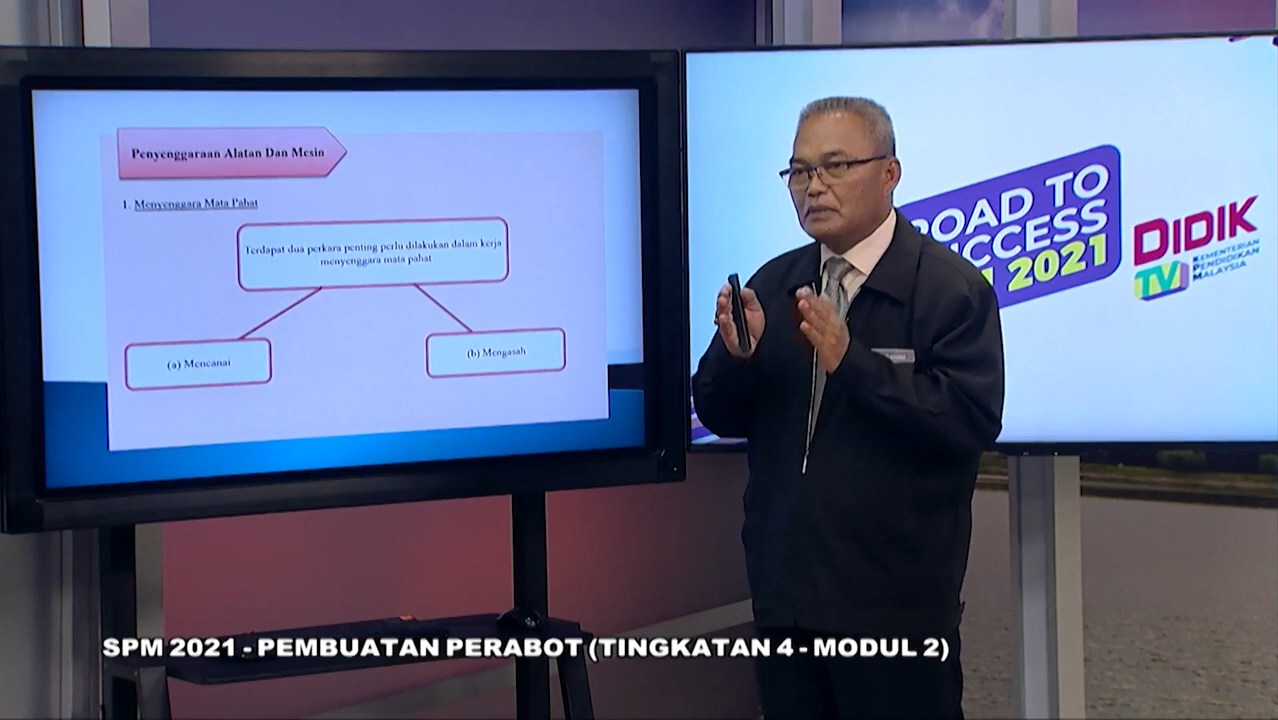 Penyenggaraan Alatan Dan Mesin
1. Menyenggara Mata Pahat
Terdapat dua perkara penting perlu dilakukan dalam kerja
menyenggara mata pahat
(a) Mencanai
(b) Mengasah
ROAD TO
2021
DIDIK
TV
KEMENTERIAN
PENDIDIKAN
MALAYSIA
SPM 2021 - PEMBUATAN PERABOT (TINGKATAN 4 - MODUL 2)